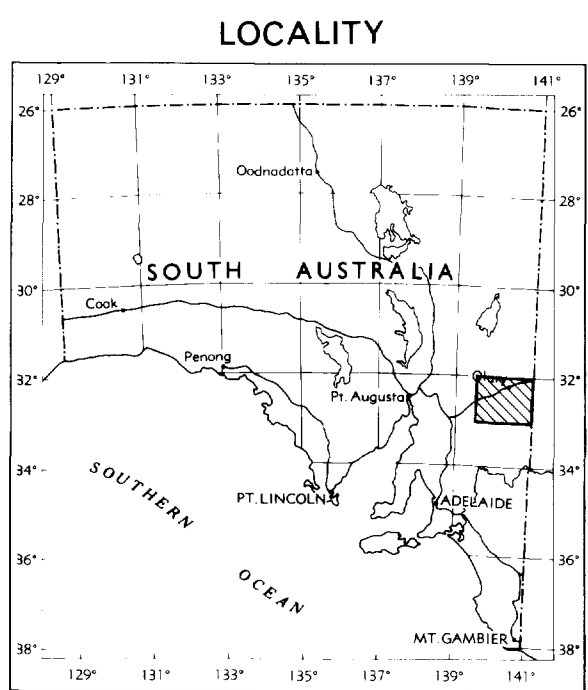 LOCALITY
129° 131° 133° 135° 137° 139° 141°
26° 26°
Oodnadatta
28° 28°
SOUTH AUSTRALIA
30° 30°
Cook
Penong
32° 32°
Pt. Augusta
34° 34°
SOUTHERN
PT. LINCOLN
ADELAIDE
36° 36°
OCEAN
MT. GAMBIER
38° 38°
129° 131° 133° 135° 137° 139° 141°